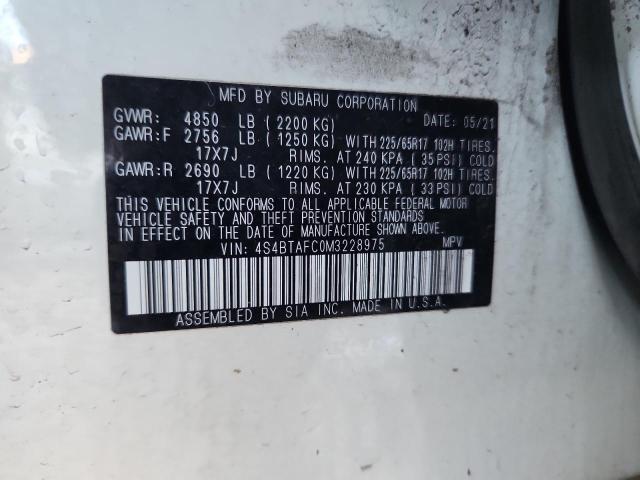 MFD BY SUBARU CORPORATION
GVWR: 4850 LB (2200 KG) DATE: 05/21
GAWR:F 2756 LB (1250 KG) WITH 225/65R17 102H TIRES.
17X7J RIMS. AT 240 KPA (35 PSI) COLD
GAWR:R 2690 LB (1220 KG) WITH 225/65R17 102H TIRES.
17X7J RIMS. AT 230 KPA (33 PSI) COLD
THIS VEHICLE CONFORMS TO ALL APPLICABLE FEDERAL MOTOR
VEHICLE SAFETY AND THEFT PREVENTION STANDARDS
IN EFFECT ON THE DATE OF MANUFACTURE SHOWN ABOVE.
VIN: 4S4BTAFC0M3228975 MPV
ASSEMBLED BY SIA INC. MADE IN U.S.A.